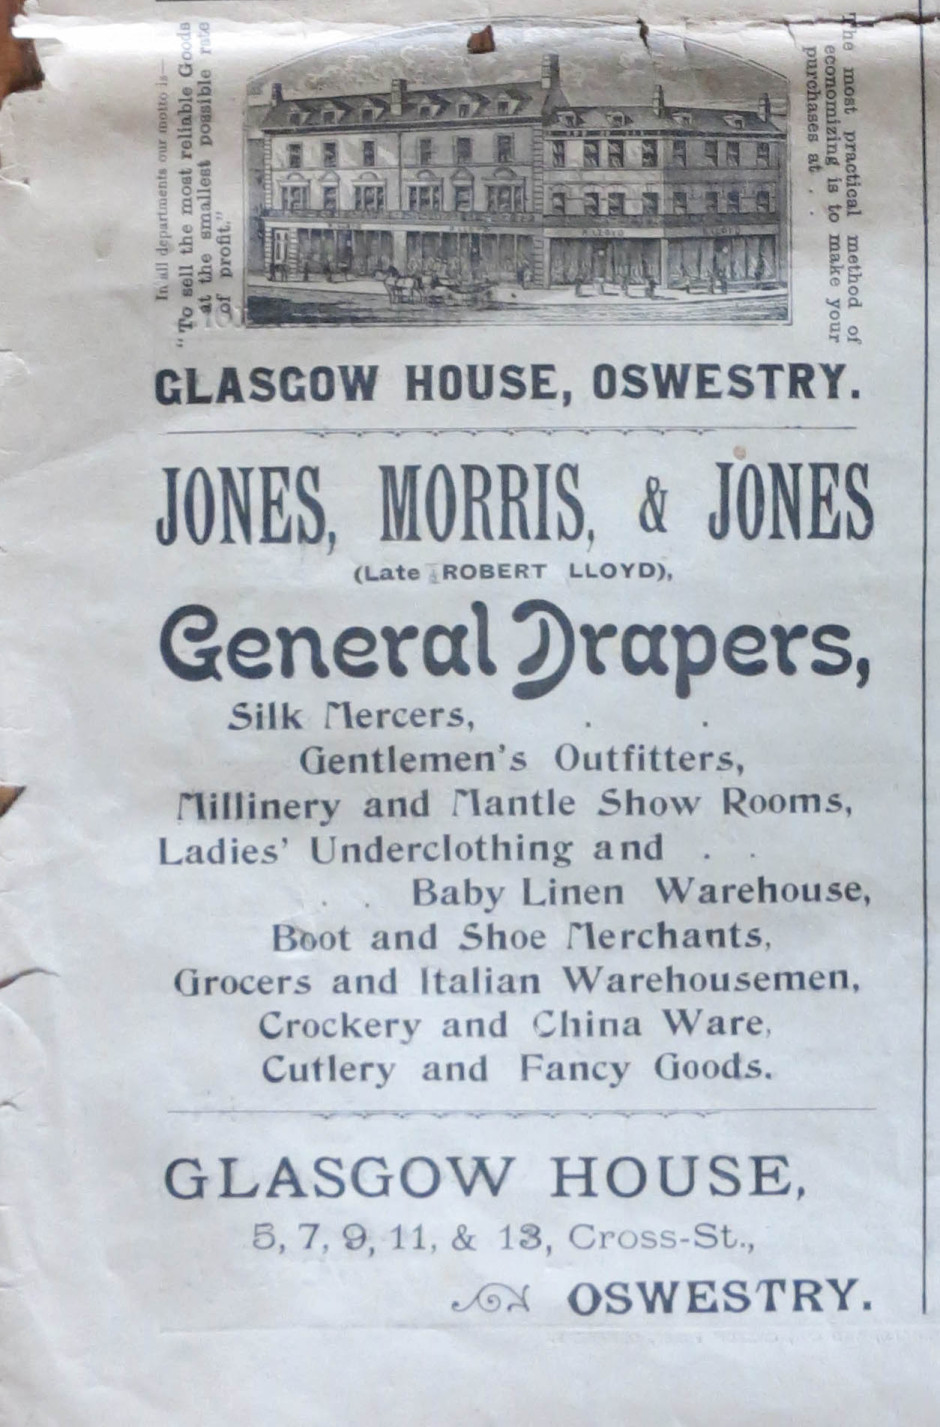 In all departments our motto is—
"To sell the most reliable Goods
at the smallest possible rate
of profit."
The most practical method of
economizing is to make your
purchases at . .
GLASGOW HOUSE, OSWESTRY.
JONES, MORRIS, & JONES
(Late ROBERT LLOYD),
General Drapers,
Silk Mercers, . .
Gentlemen's Outfitters,
Millinery and Mantle Show Rooms,
Ladies' Underclothing and . .
. . Baby Linen Warehouse,
Boot and Shoe Merchants,
Grocers and Italian Warehousemen,
Crockery and China Ware,
Cutlery and Fancy Goods.
GLASGOW HOUSE,
5, 7, 9, 11, & 13, Cross-St.,
OSWESTRY.